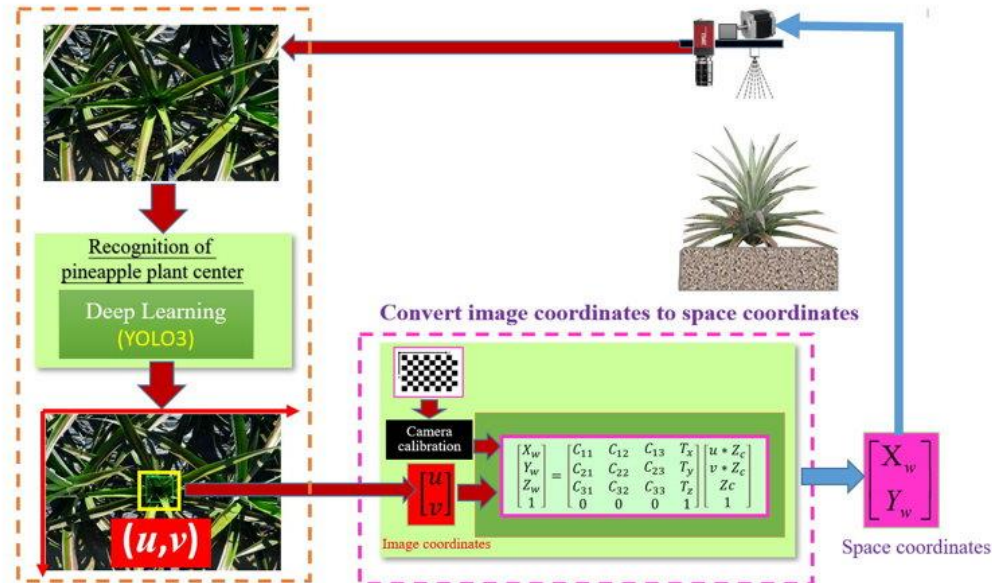 Recognition of
pineapple plant center
Deep Learning
(YOLO3)
(u,v)
Convert image coordinates to space coordinates
Camera
calibration
[u
v]
Image coordinates
[X_w
Y_w
Z_w
1] = [C_11 C_12 C_13 T_x
C_21 C_22 C_23 T_y
C_31 C_32 C_33 T_z
0 0 0 1] [u * Z_c
v * Z_c
Zc
1]
[X_w
Y_w]
Space coordinates